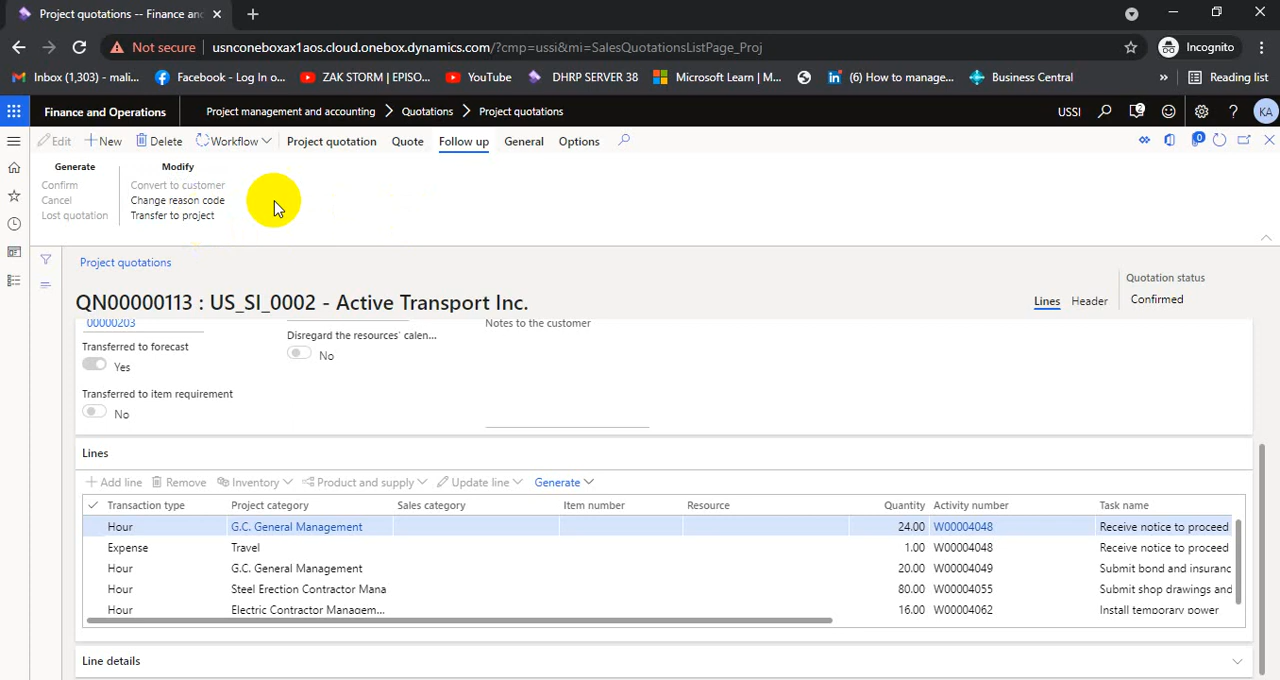 Project quotations -- Finance and
Not secure usnconeboxax1aos.cloud.onebox.dynamics.com/?cmp=ussi&mi=SalesQuotationsListPage_Proj Incognito
Inbox (1,303) - mali... Facebook - Log In o... ZAK STORM | EPISO... YouTube DHRP SERVER 38 Microsoft Learn | M... (6) How to manage... Business Central » Reading list
Finance and Operations Project management and accounting Quotations Project quotations USSI 2 ? KA
Edit New Delete Workflow Project quotation Quote Follow up General Options 0
Generate Modify
Confirm Convert to customer
Cancel Change reason code
Lost quotation Transfer to project
Project quotations
Quotation status
QN00000113 : US_SI_0002 - Active Transport Inc. Lines Header Confirmed
00000203 Notes to the customer
Disregard the resources' calen...
Transferred to forecast No
Yes
Transferred to item requirement
No
Lines
Add line Remove Inventory Product and supply Update line Generate
Transaction type Project category Sales category Item number Resource Quantity Activity number Task name
Hour G.C. General Management 24.00 W00004048 Receive notice to proceed
Expense Travel 1.00 W00004048 Receive notice to proceed
Hour G.C. General Management 20.00 W00004049 Submit bond and insuranc
Hour Steel Erection Contractor Mana 80.00 W00004055 Submit shop drawings and
Hour Electric Contractor Managem... 16.00 W00004062 Install temporary power
Line details